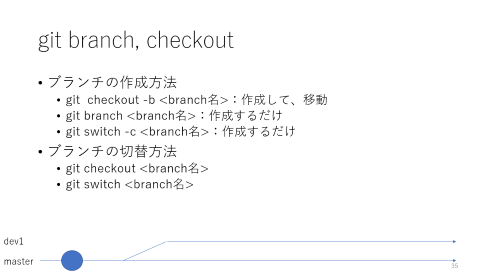 git branch, checkout
• ブランチの作成方法
• git checkout -b <branch名>：作成して、移動
• git branch <branch名>：作成するだけ
• git switch -c <branch名>：作成するだけ
• ブランチの切替方法
• git checkout <branch名>
• git switch <branch名>
dev1
master
35